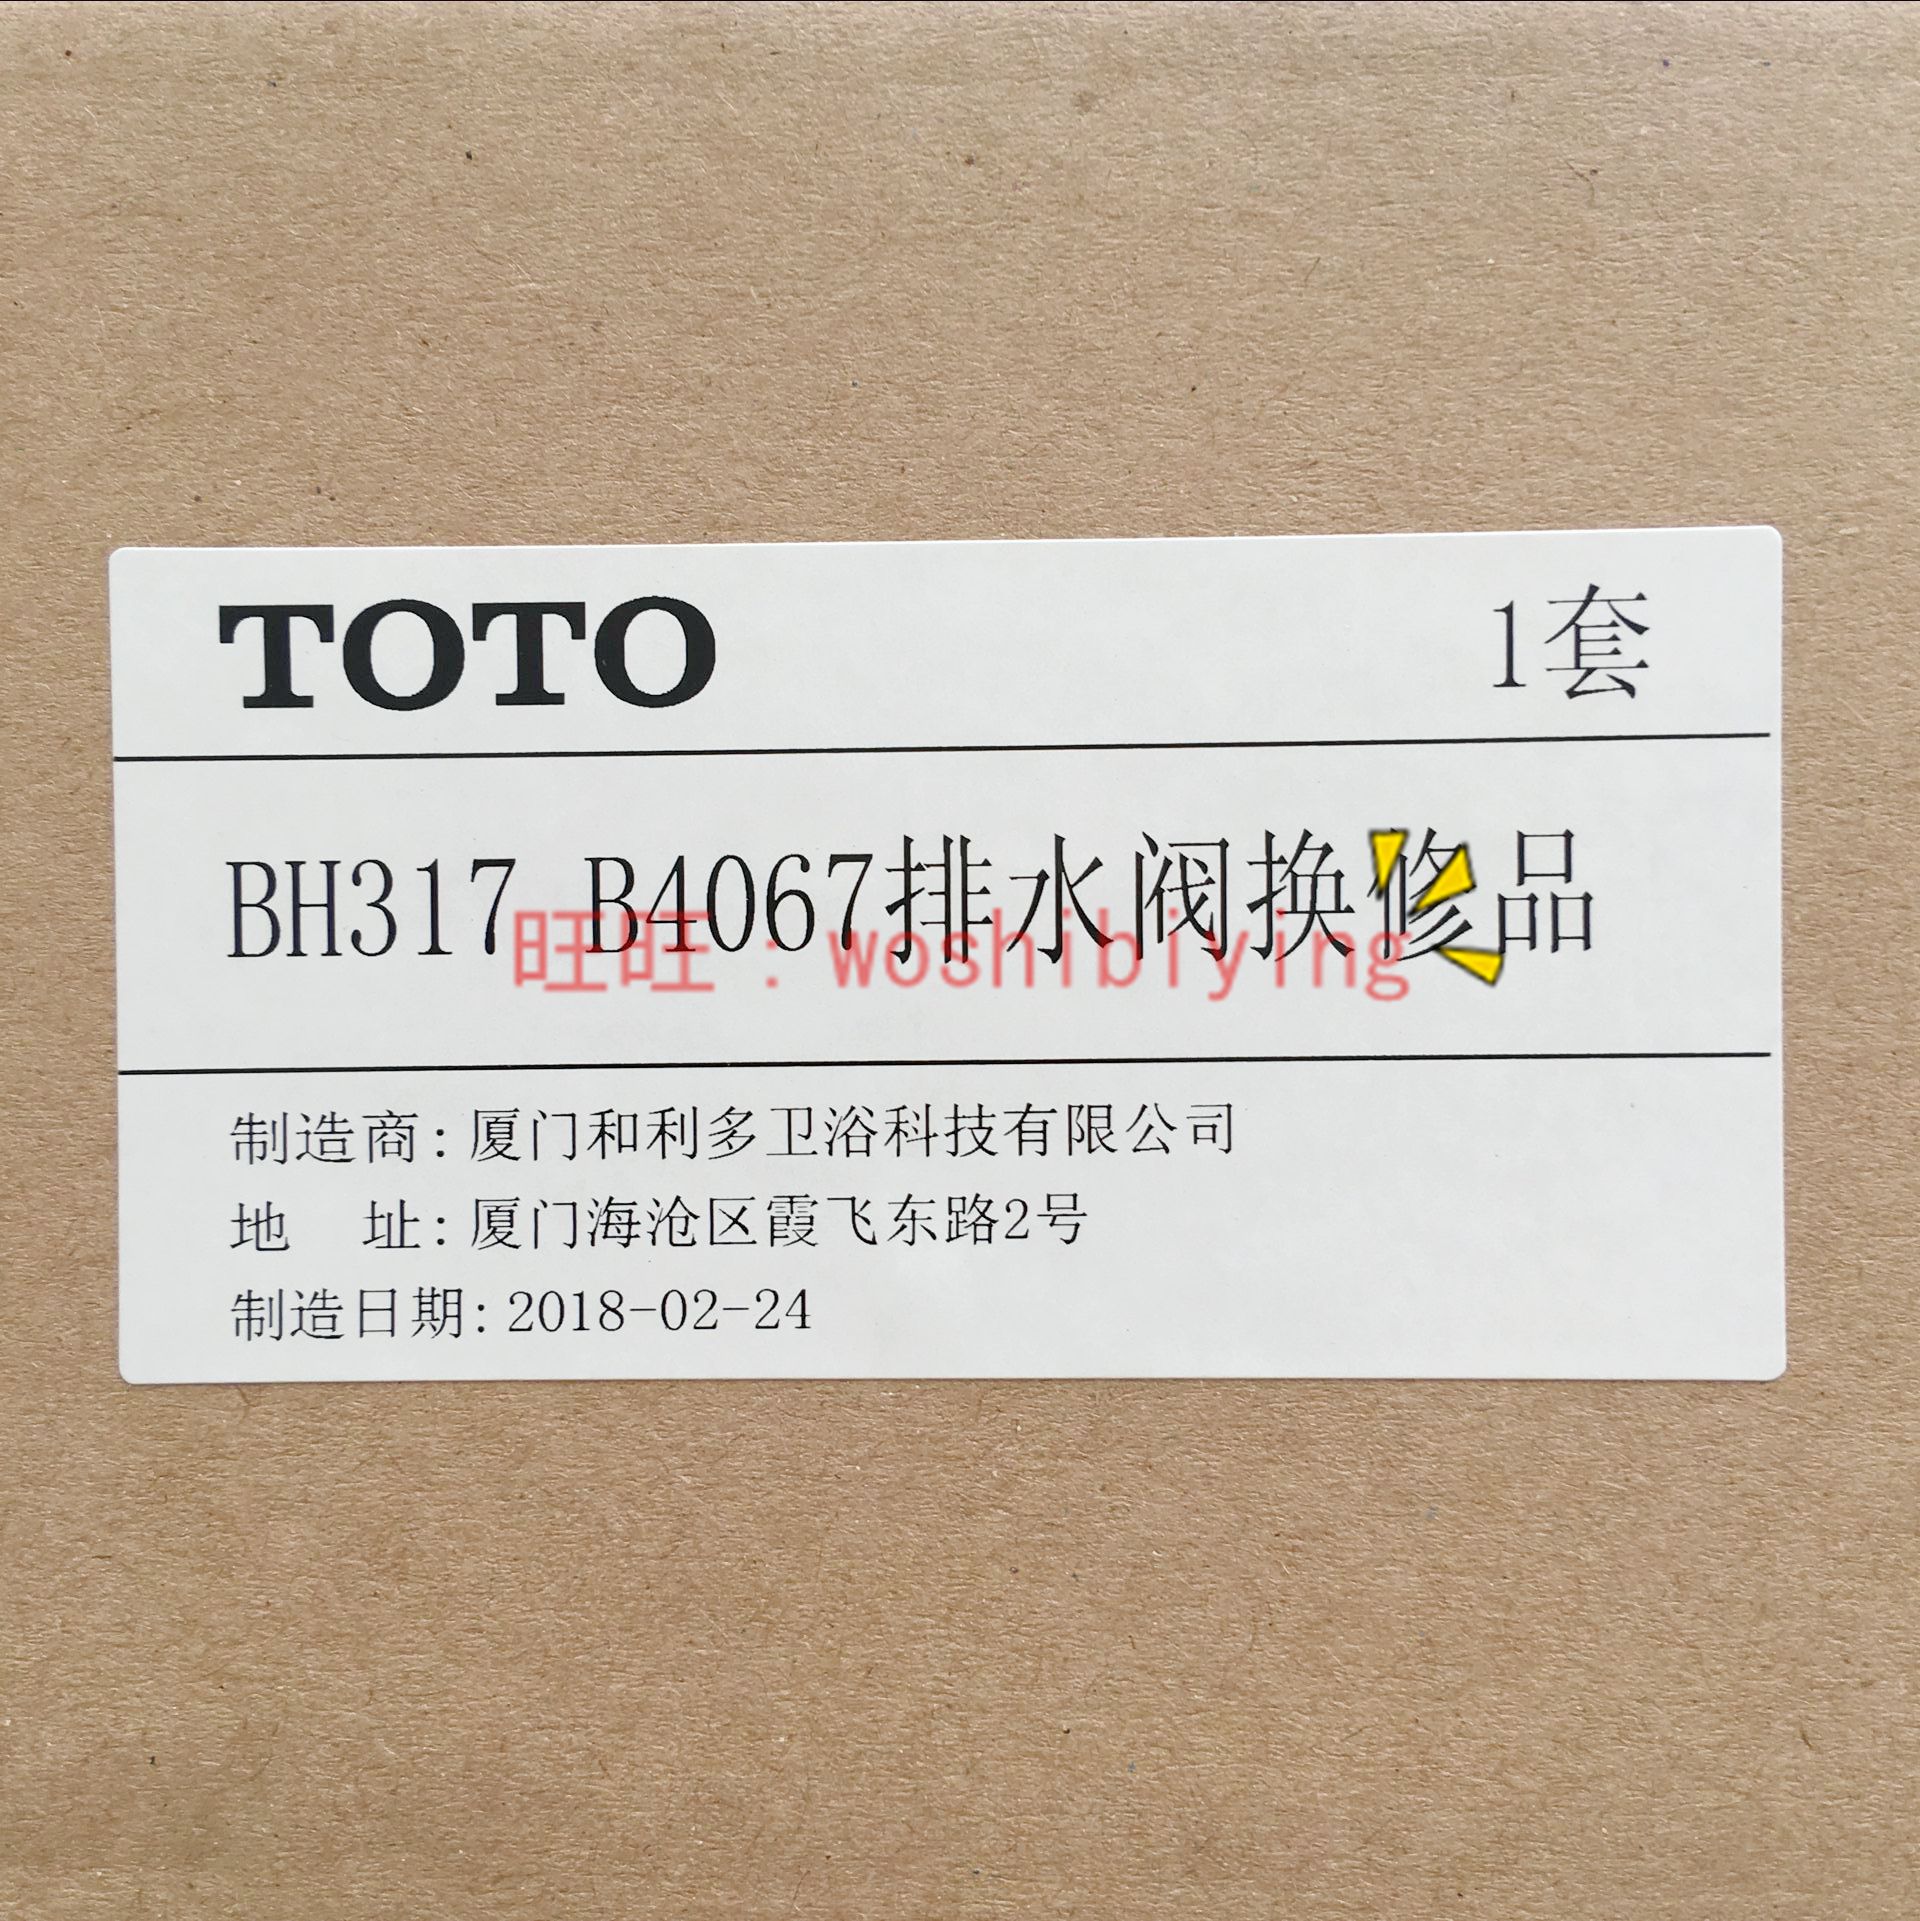 TOTO 1套
BH317 B4067排水阀换修品
旺旺：woshibiying
制造商：厦门和利多卫浴科技有限公司
地 址：厦门海沧区霞飞东路2号
制造日期：2018-02-24